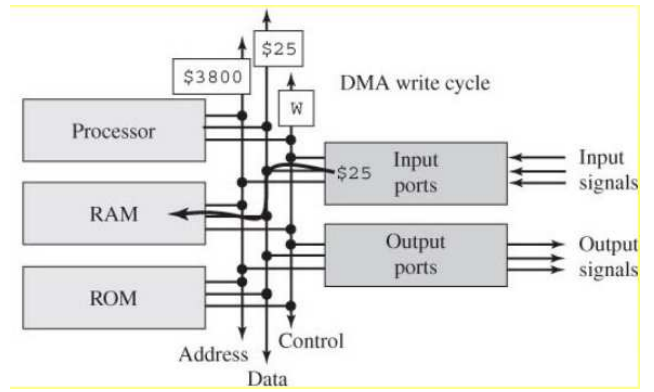 $25
$3800
DMA write cycle
W
Processor
Input
ports
$25
Input
signals
RAM
Output
ports
Output
signals
ROM
Address
Control
Data